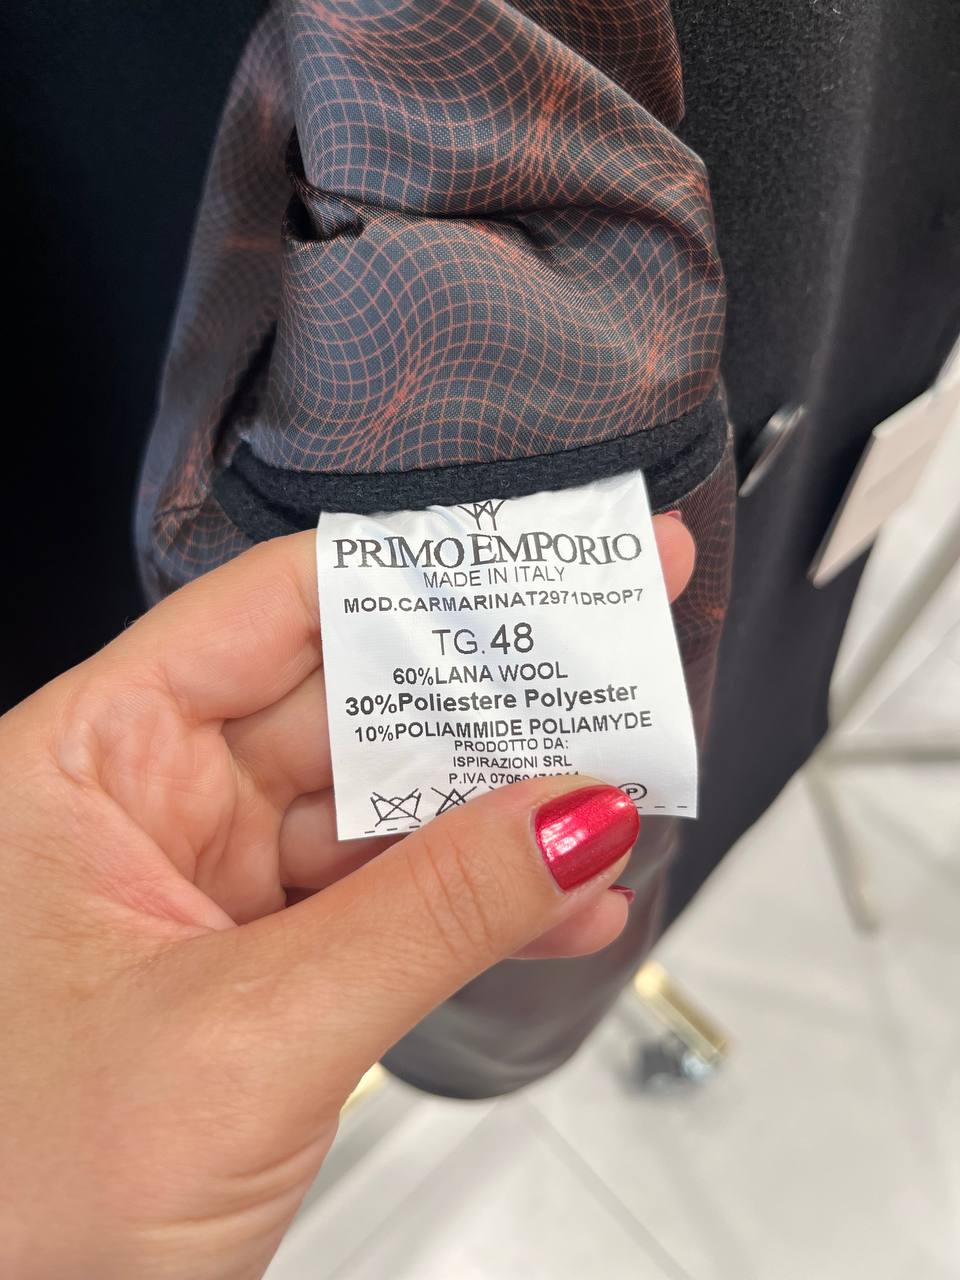 PRIMO EMPORIO
MADE IN ITALY
MOD.CARMARINAT2971DROP7
TG.48
60%LANA WOOL
30%Poliestere Polyester
10%POLIAMMIDE POLIAMYDE
PRODOTTO DA:
ISPIRAZIONI SRL
P.IVA
P